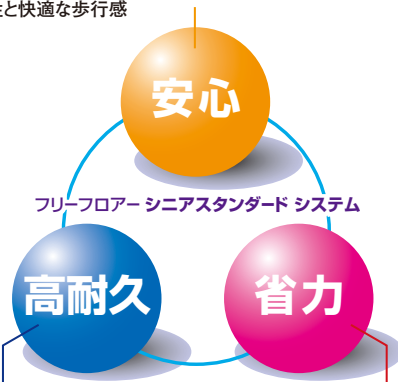 性と快適な歩行感
安心
フリーフロアー シニアスタンダード システム
高耐久
省力